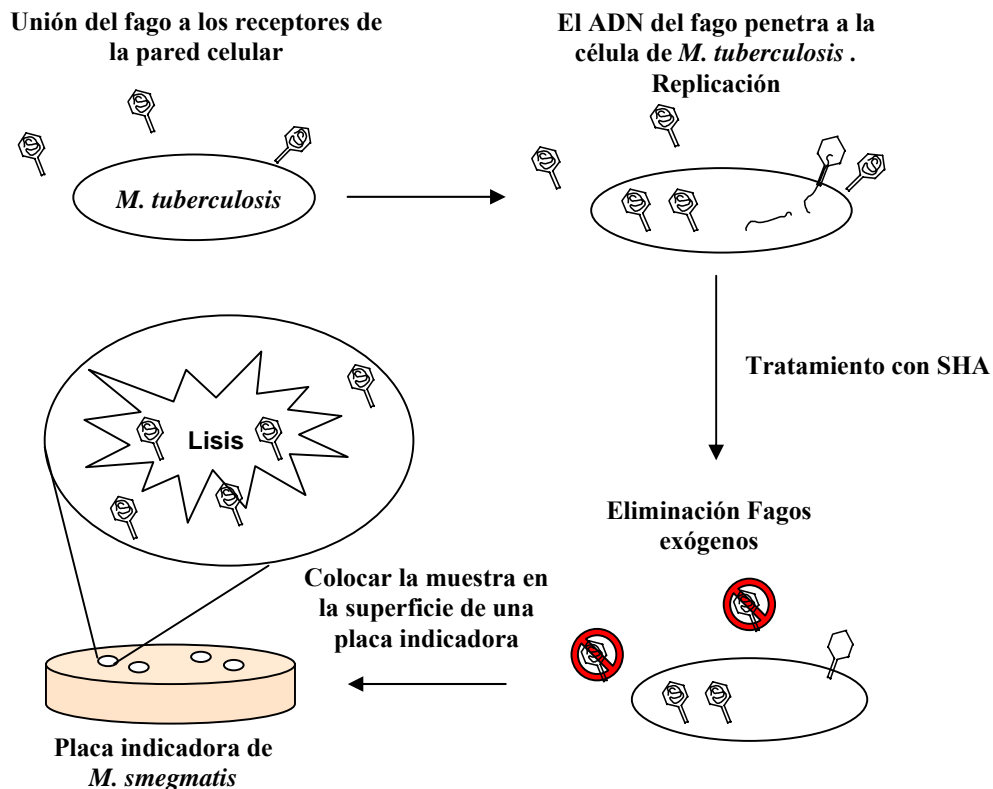 Unión del fago a los receptores de
la pared celular
El ADN del fago penetra a la
célula de M. tuberculosis .
Replicación
M. tuberculosis
Tratamiento con SHA
Eliminación Fagos
exógenos
Colocar la muestra en
la superficie de una
placa indicadora
Lisis
Placa indicadora de
M. smegmatis